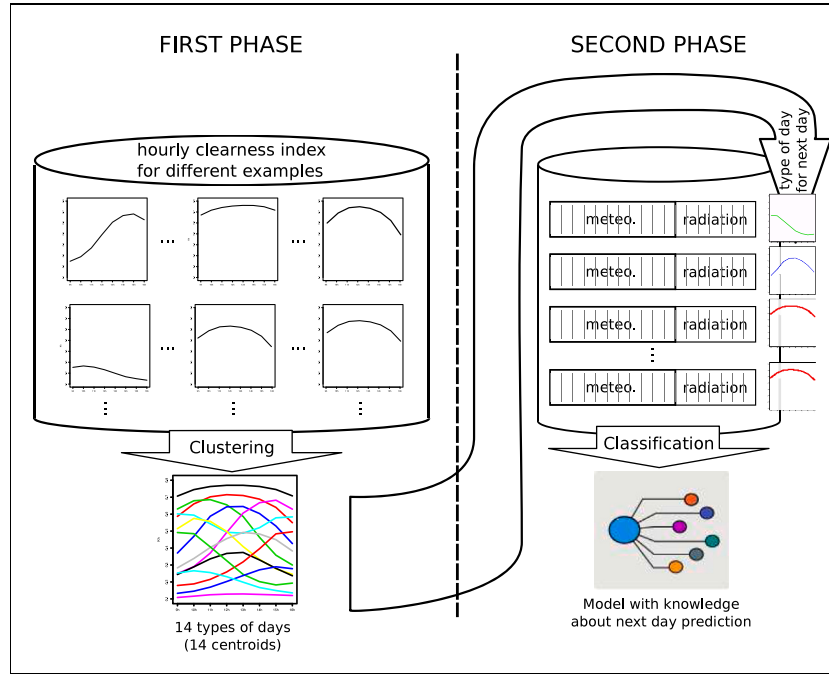 FIRST PHASE
hourly clearness index
for different examples
...
...
...
...
Clustering
14 types of days
(14 centroids)
SECOND PHASE
type of day
for next day
meteo. radiation
meteo. radiation
meteo. radiation
meteo. radiation
Classification
Model with knowledge
about next day prediction